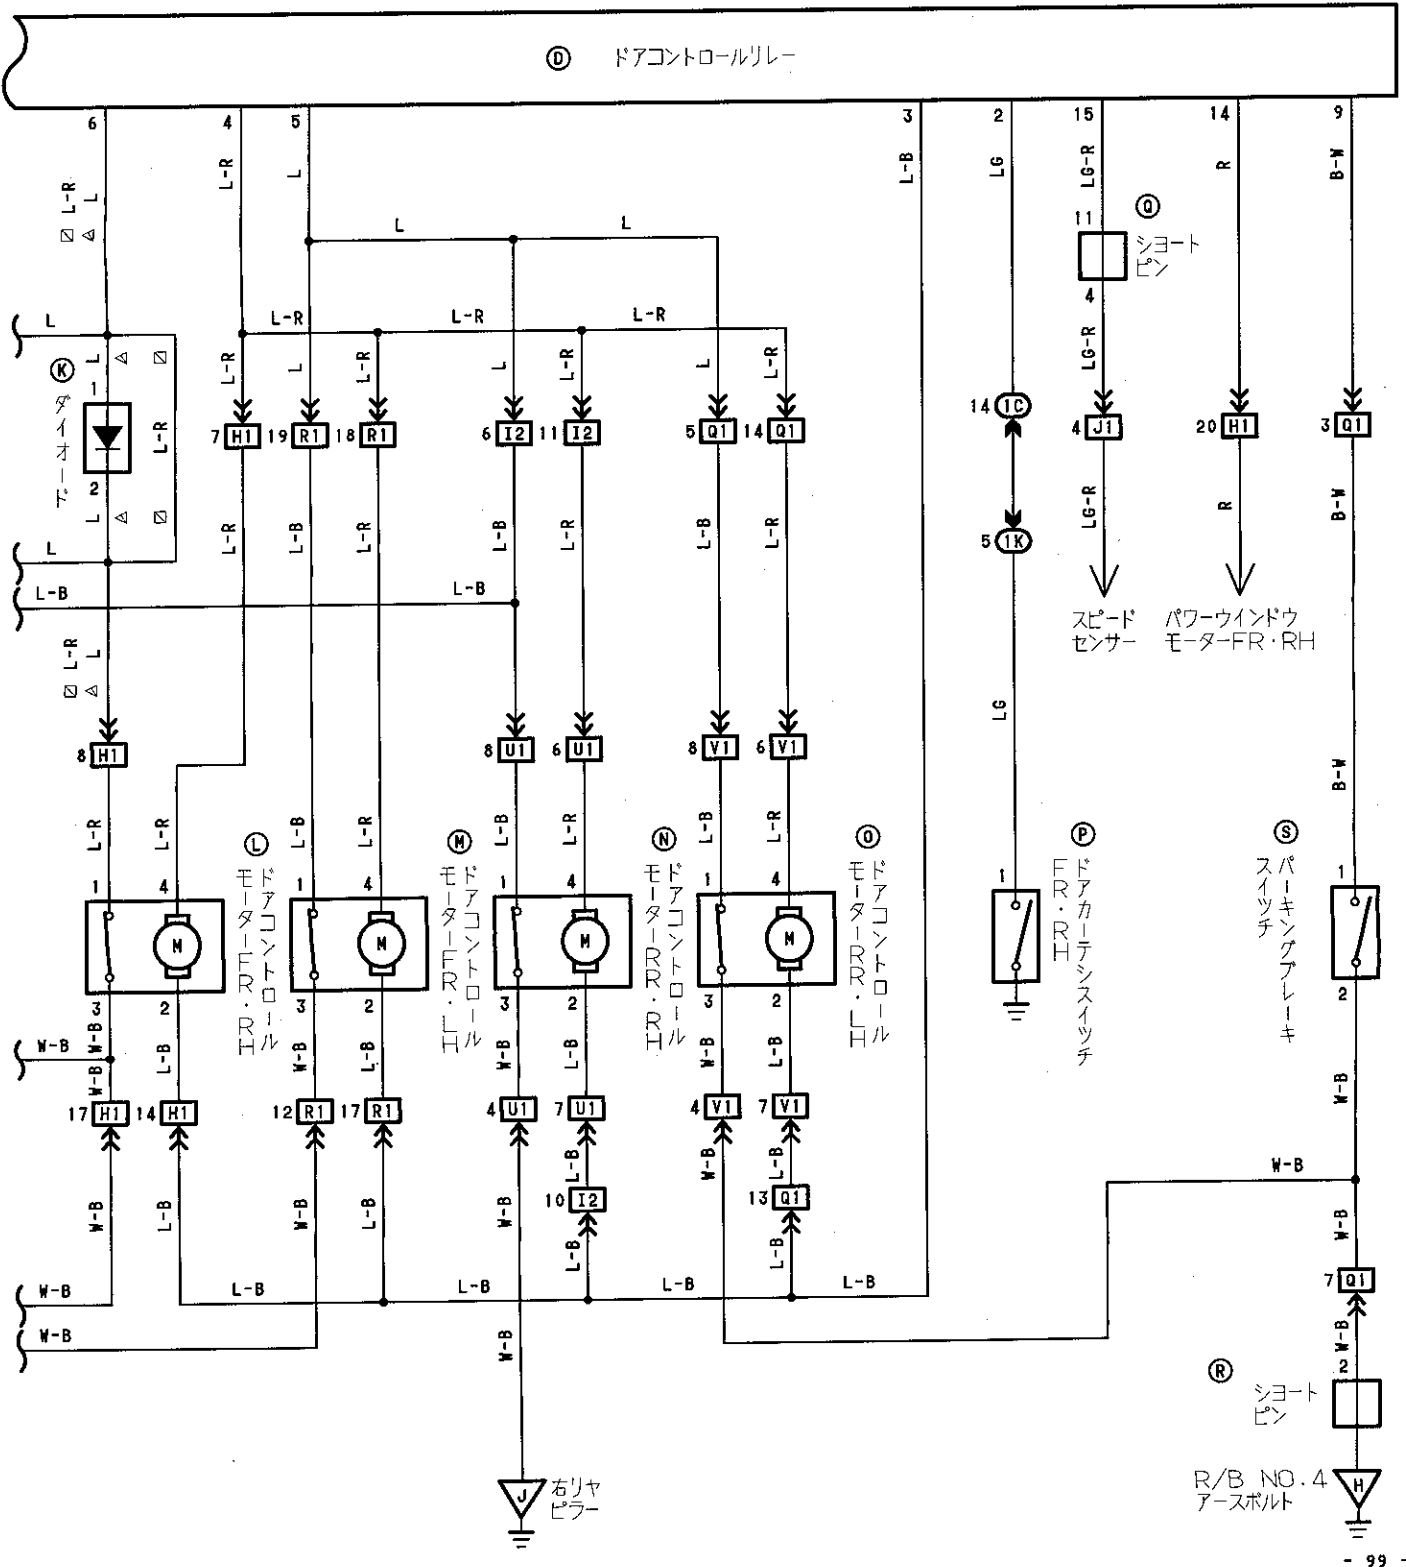 D ドアコントロールリレー
6 4 5 3 2 15 14 9
L-R L L-R L L-B LG LG-R R B-W
11 Q
ショート
ピン
4
L L
L L-R L-R L-R
K ダイオード
1
2
L L-R L L-R L L-R L L-R LG-R
L-R
L
7 H1 19 R1 18 R1 6 I2 11 I2 5 Q1 14 Q1 14 1C 4 J1 20 H1 3 Q1
L-R L-B L-R L-B L-R L-B L-R 5 1K LG-R R B-W
L
L-B
スピード
センサー
パワーウインドウ
モーターFR・RH
L-R L
LG
8 H1 8 U1 6 U1 8 V1 6 V1
B-W
L-R L-R L-B L-R L-B L-R L-B L-R
L ドアコントロール
モーターFR・RH
M ドアコントロール
モーターFR・LH
N ドアコントロール
モーターRR・RH
O ドアコントロール
モーターRR・LH
P ドアカーテシスイッチ
FR・RH
S パーキングブレーキ
スイッチ
1 4 1 4 1 4 1 4 1 1
M M M M
3 2 3 2 3 2 3 2 2
W-B W-B L-B W-B L-B W-B L-B W-B L-B W-B
W-B
17 H1 14 H1 12 R1 17 R1 4 U1 7 U1 4 V1 7 V1
L-B W-B L-B
W-B
10 I2 13 Q1
W-B L-B W-B L-B W-B L-B L-B W-B
7 Q1
W-B L-B L-B L-B L-B
W-B
W-B W-B
2
R ショート
ピン
J 右リヤ
ピラー
R/B NO.4
アースボルト
H
- 99 -